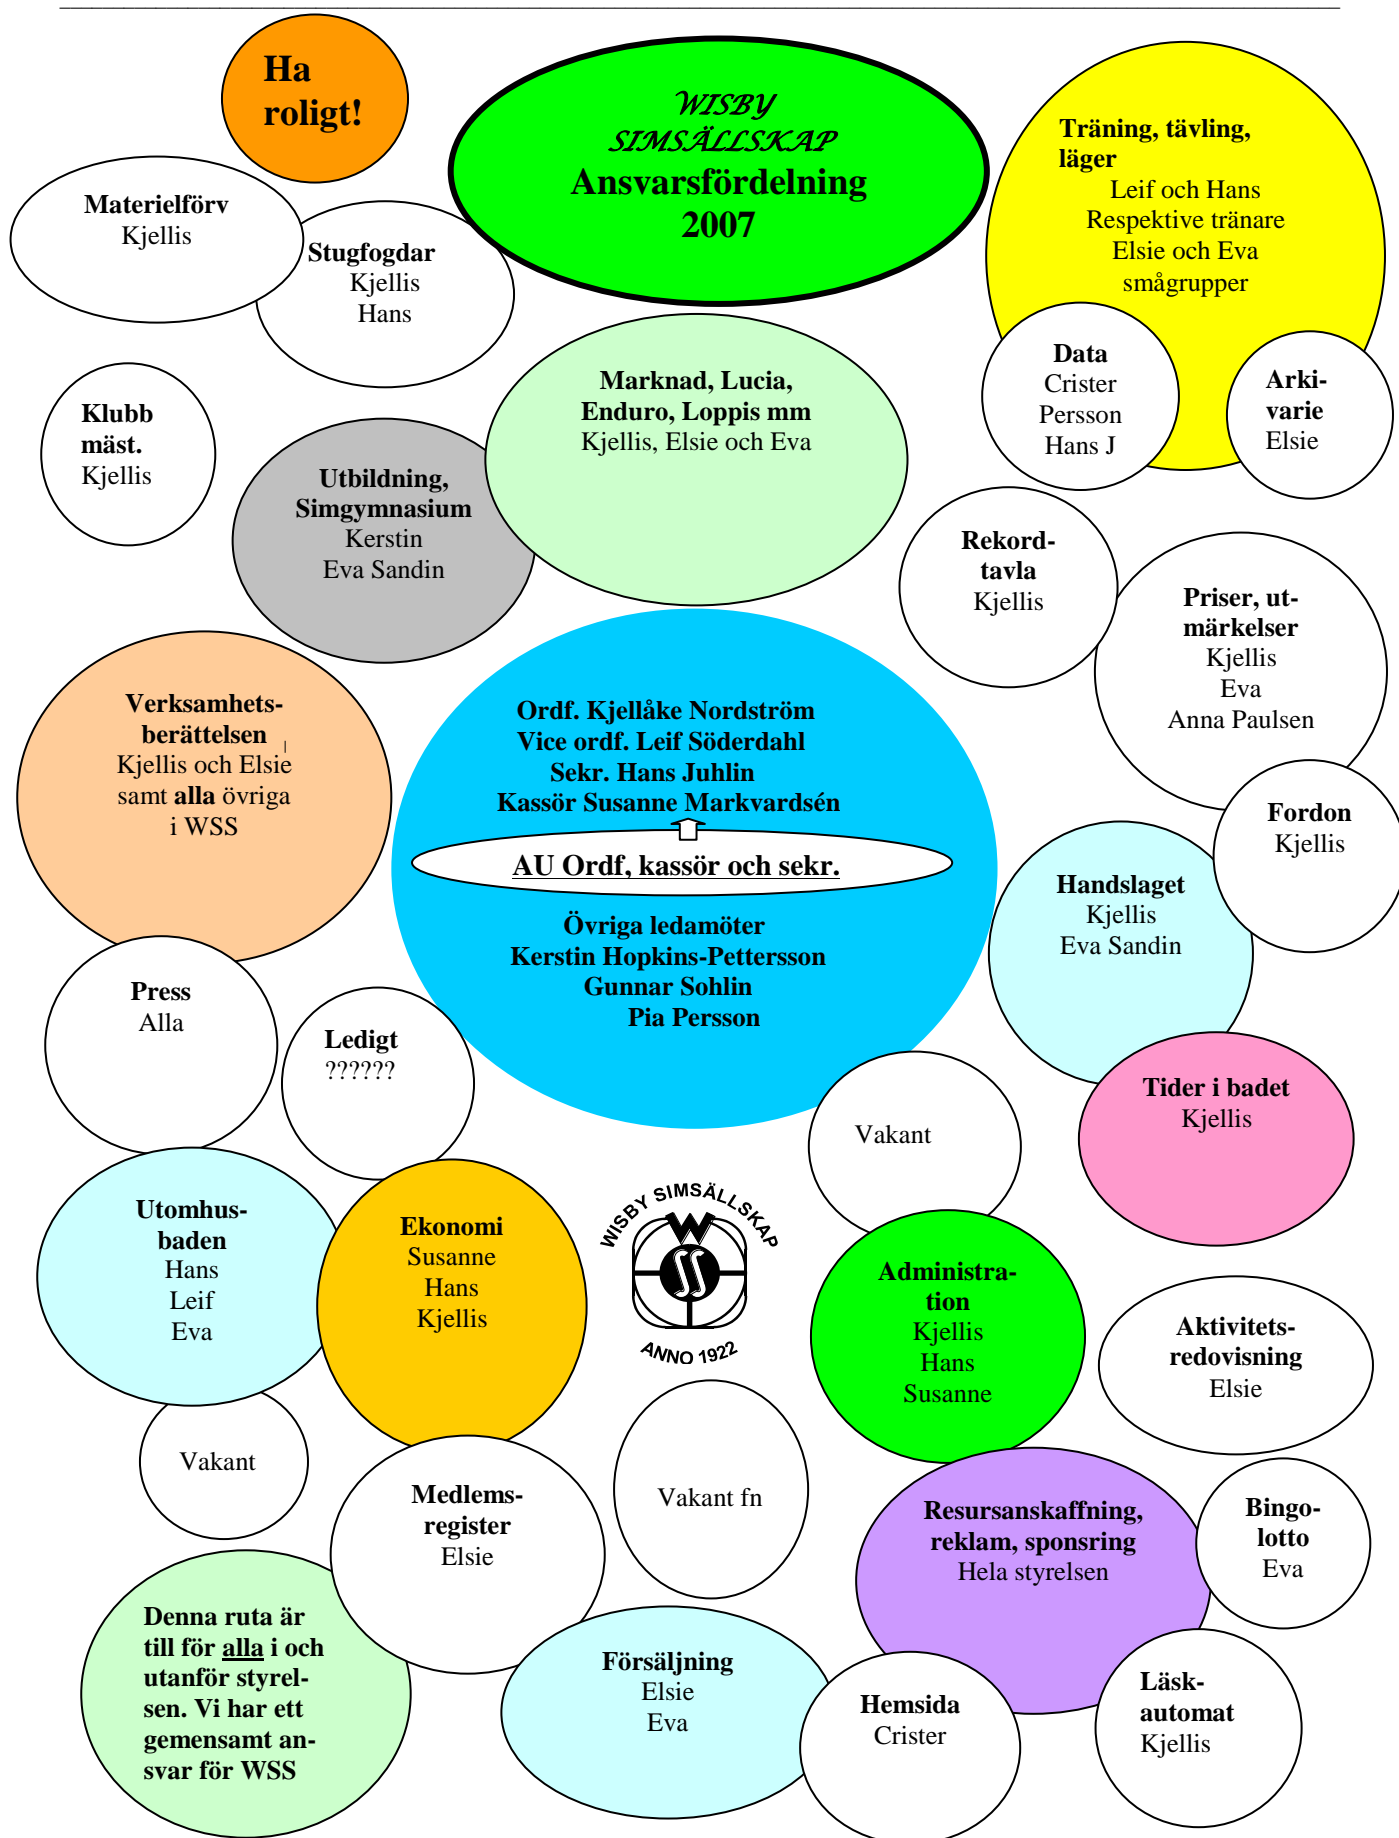 Ha
roligt!
WISBY
SIMSÄLLSKAP
Ansvarsfördelning
2007
Träning, tävling,
läger
Leif och Hans
Respektive tränare
Elsie och Eva
smågrupper
Materielförv
Kjellis
Stugfogdar
Kjellis
Hans
Data
Crister
Persson
Hans J
Arki-
varie
Elsie
Klubb
mäst.
Kjellis
Marknad, Lucia,
Enduro, Loppis mm
Kjellis, Elsie och Eva
Utbildning,
Simgymnasium
Kerstin
Eva Sandin
Rekord-
tavla
Kjellis
Priser, ut-
märkelser
Kjellis
Eva
Anna Paulsen
Verksamhets-
berättelsen
Kjellis och Elsie
samt alla övriga
i WSS
Ordf. Kjellåke Nordström
Vice ordf. Leif Söderdahl
Sekr. Hans Juhlin
Kassör Susanne Markvardsén
AU Ordf, kassör och sekr.
Övriga ledamöter
Kerstin Hopkins-Pettersson
Gunnar Sohlin
Pia Persson
Fordon
Kjellis
Handslaget
Kjellis
Eva Sandin
Press
Alla
Ledigt
??????
Tider i badet
Kjellis
Vakant
Utomhus-
baden
Hans
Leif
Eva
Ekonomi
Susanne
Hans
Kjellis
WISBY SIMSÄLLSKAP
W
SS
ANNO 1922
Administra-
tion
Kjellis
Hans
Susanne
Aktivitets-
redovisning
Elsie
Vakant
Medlems-
register
Elsie
Vakant fn
Resursanskaffning,
reklam, sponsring
Hela styrelsen
Bingo-
lotto
Eva
Denna ruta är
till för alla i och
utanför styrel-
sen. Vi har ett
gemensamt an-
svar för WSS
Försäljning
Elsie
Eva
Hemsida
Crister
Läsk-
automat
Kjellis